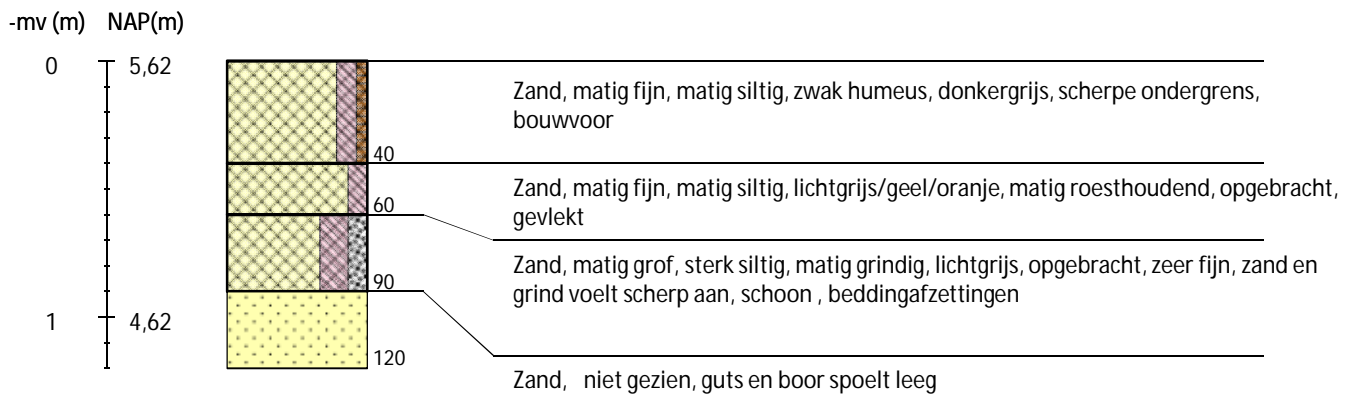 -mv (m) NAP(m)
0 5,62
Zand, matig fijn, matig siltig, zwak humeus, donkergrijs, scherpe ondergrens,
bouwvoor
40
Zand, matig fijn, matig siltig, lichtgrijs/geel/oranje, matig roesthoudend, opgebracht,
gevlekt
60
Zand, matig grof, sterk siltig, matig grindig, lichtgrijs, opgebracht, zeer fijn, zand en
grind voelt scherp aan, schoon , beddingafzettingen
90
1 4,62
120
Zand, niet gezien, guts en boor spoelt leeg